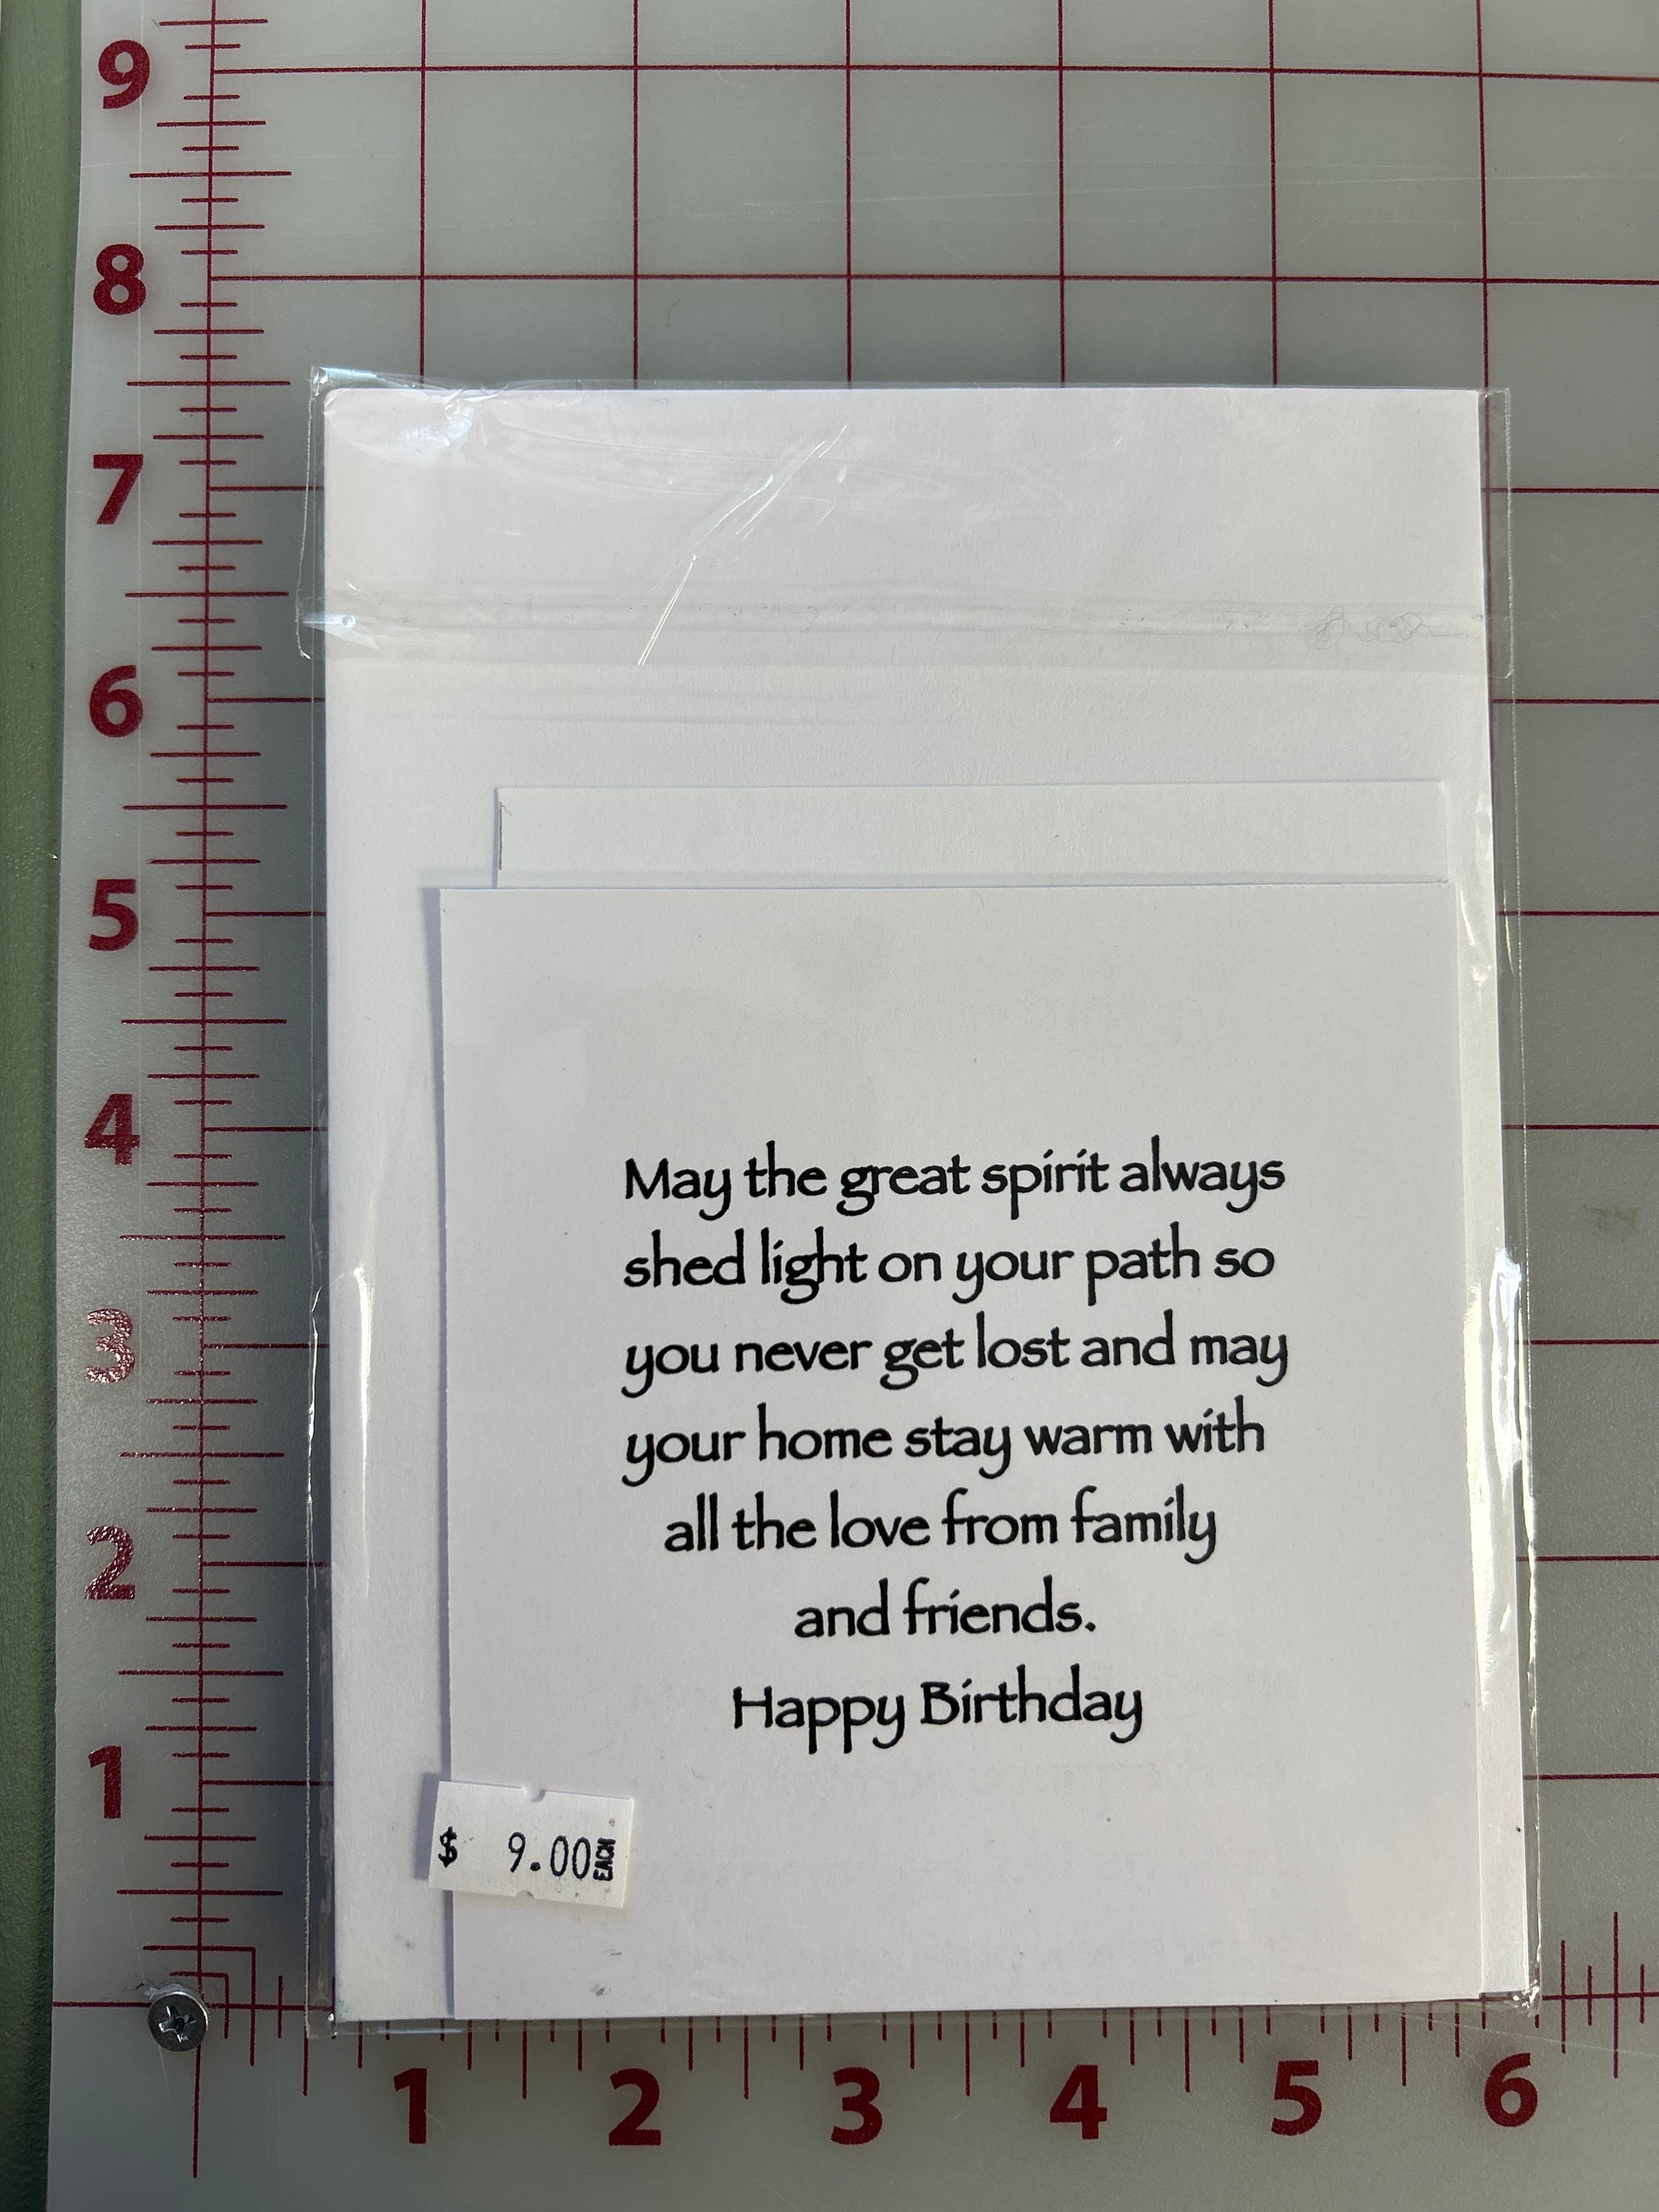 9
8
7
6
5
4
3
2
1
May the great spirit always
shed light on your path so
you never get lost and may
your home stay warm with
all the love from family
and friends.
Happy Birthday
$ 9.00 EACH
1 2 3 4 5 6